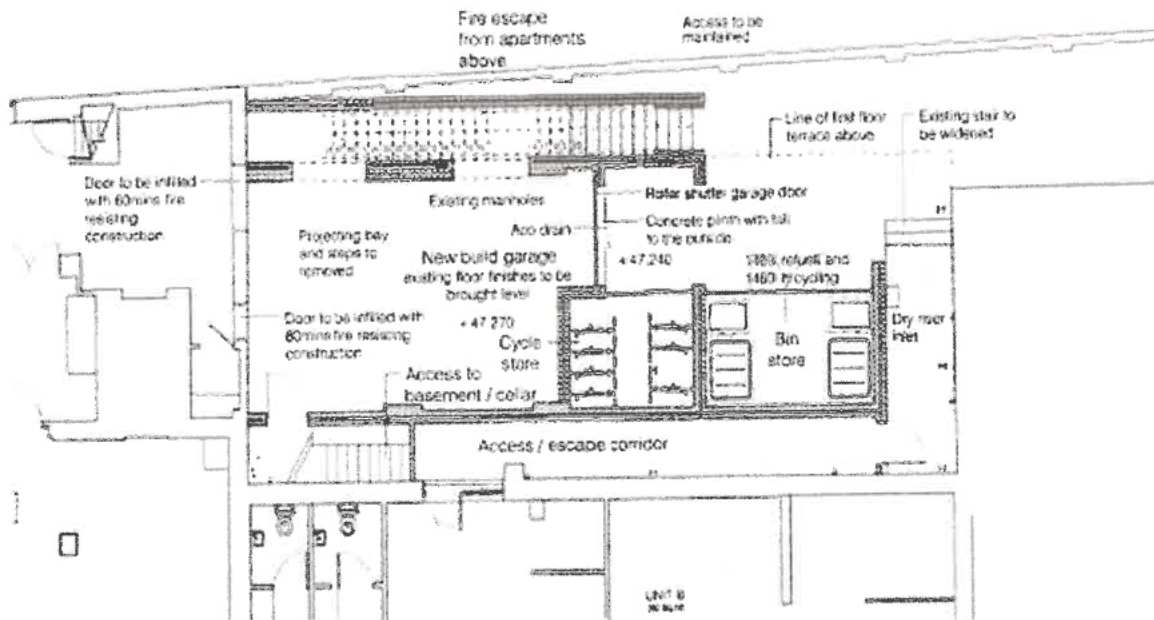 Fire escape
from apartments
above
Access to be
maintained
Line of first floor
terrace above
Existing stair to
be widened
Door to be infilled
with 60mins fire
resisting
construction
Existing manholes
Roller shutter garage door
Aco drain
Concrete plinth with fall
to the outside
+ 47.240
Projecting bay
and steps to
removed
New build garage
existing floor finishes to be
brought level
+ 47.270
refuse and
recycling
Door to be infilled with
60mins fire resisting
construction
Cycle
store
Bin
store
Dry riser
inlet
Access to
basement / cellar
Access / escape corridor
UNIT B